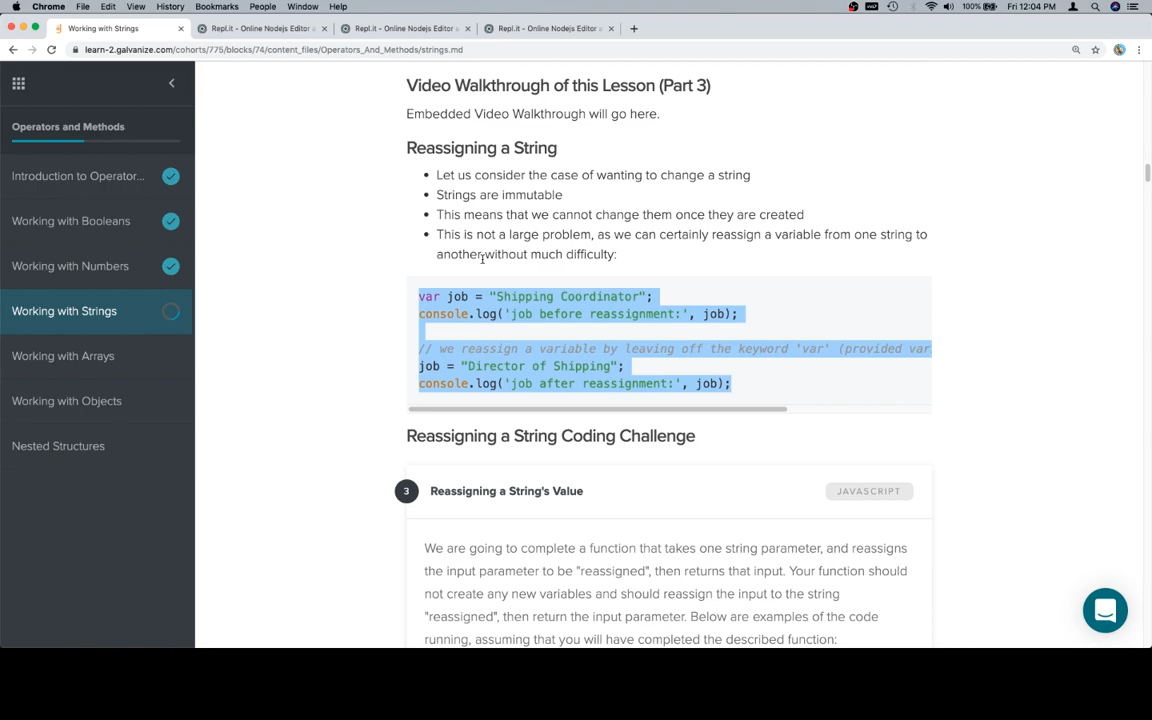 Chrome File Edit View History Bookmarks People Window Help 100% Fri 12:04 PM
Working with Strings × Repl.it - Online Nodejs Editor a × Repl.it - Online Nodejs Editor a × Repl.it - Online Nodejs Editor a × +
learn-2.galvanize.com/cohorts/775/blocks/74/content_files/Operators_And_Methods/strings.md
Operators and Methods
Introduction to Operator...
Working with Booleans
Working with Numbers
Working with Strings
Working with Arrays
Working with Objects
Nested Structures
Video Walkthrough of this Lesson (Part 3)
Embedded Video Walkthrough will go here.
Reassigning a String
• Let us consider the case of wanting to change a string
• Strings are immutable
• This means that we cannot change them once they are created
• This is not a large problem, as we can certainly reassign a variable from one string to
another without much difficulty:
var job = "Shipping Coordinator";
console.log('job before reassignment:', job);
// we reassign a variable by leaving off the keyword 'var' (provided var
job = "Director of Shipping";
console.log('job after reassignment:', job);
Reassigning a String Coding Challenge
3 Reassigning a String's Value JAVASCRIPT
We are going to complete a function that takes one string parameter, and reassigns
the input parameter to be "reassigned", then returns that input. Your function should
not create any new variables and should reassign the input to the string
"reassigned", then return the input parameter. Below are examples of the code
running, assuming that you will have completed the described function: